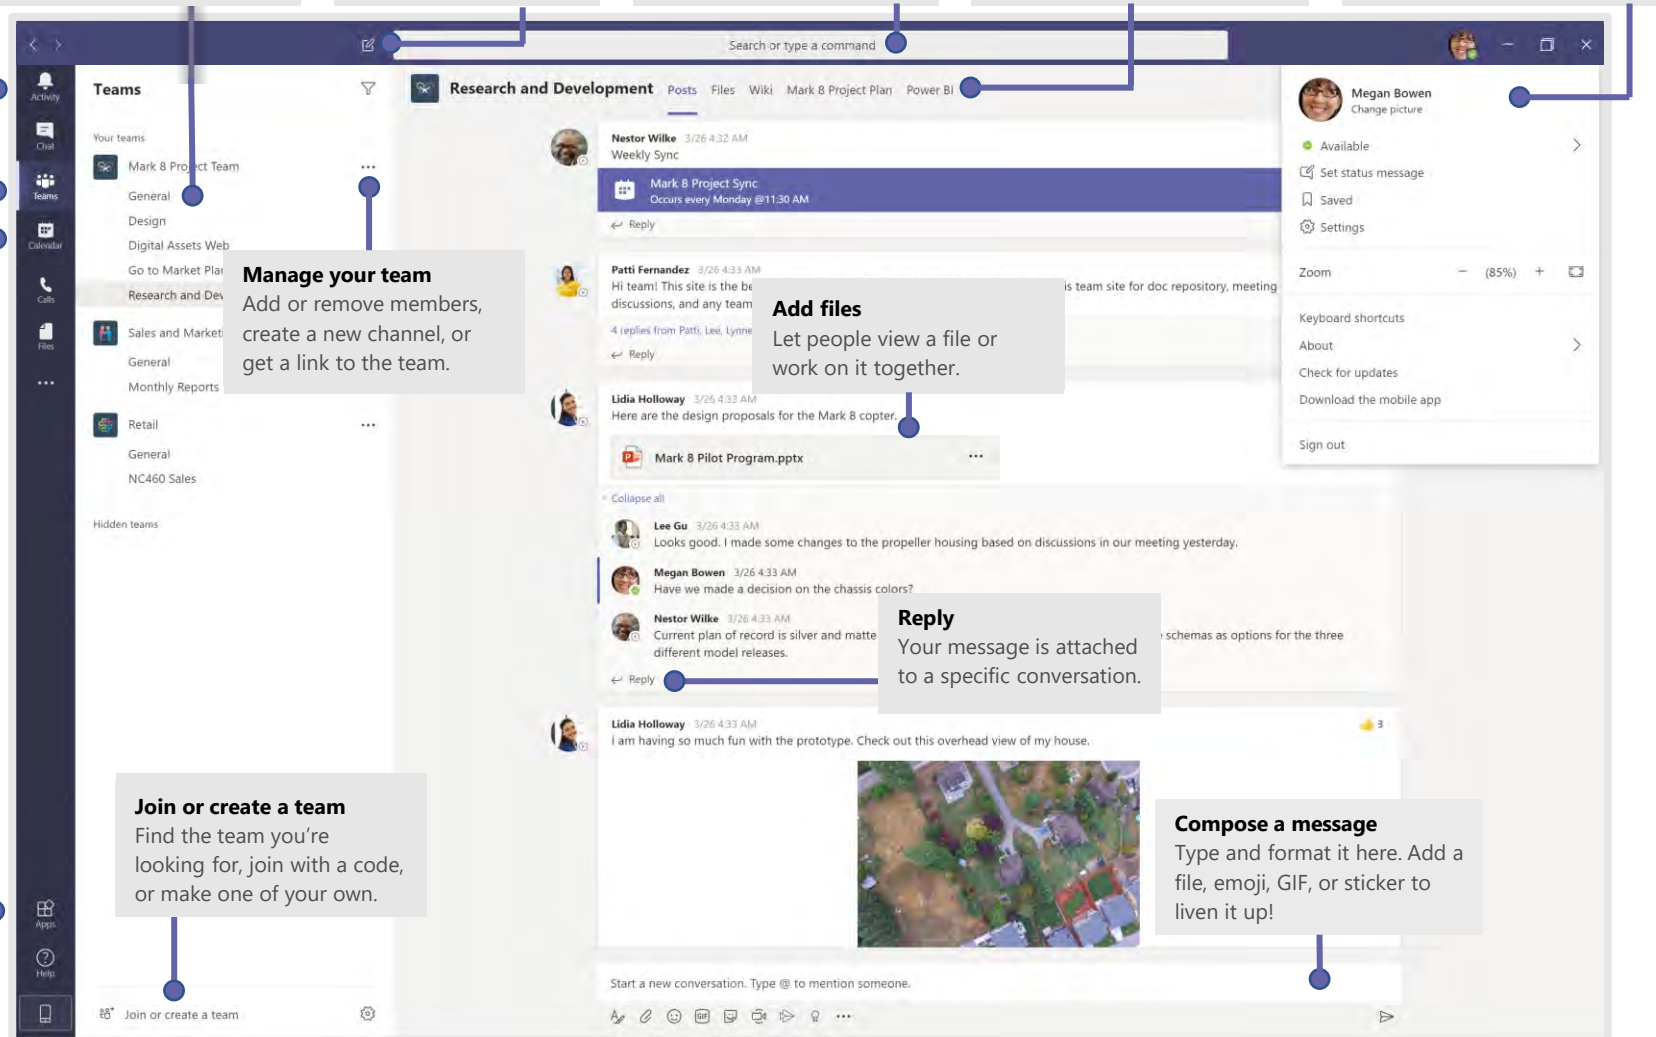 Search or type a command
Activity
Chat
Teams
Calendar
Calls
Files
Apps
Help
Teams
Your teams
Mark 8 Project Team
General
Design
Digital Assets Web
Go to Market Plan
Research and Dev
Sales and Marketi
General
Monthly Reports
Retail
General
NC460 Sales
Hidden teams
Join or create a team
Manage your team
Add or remove members,
create a new channel, or
get a link to the team.
Join or create a team
Find the team you're
looking for, join with a code,
or make one of your own.
Research and Development Posts Files Wiki Mark 8 Project Plan Power BI
Nestor Wilke 3/26 4:32 AM
Weekly Sync
Mark 8 Project Sync
Occurs every Monday @11:30 AM
Reply
Patti Fernandez 3/26 4:33 AM
Hi team! This site is the be is team site for doc repository, meeting
discussions, and any team
4 replies from Patti, Lee, Lynne
Reply
Add files
Let people view a file or
work on it together.
Lidia Holloway 3/26 4:33 AM
Here are the design proposals for the Mark 8 copter.
Mark 8 Pilot Program.pptx
Collapse all
Lee Gu 3/26 4:33 AM
Looks good. I made some changes to the propeller housing based on discussions in our meeting yesterday.
Megan Bowen 3/26 4:33 AM
Have we made a decision on the chassis colors?
Nestor Wilke 3/26 4:33 AM
Current plan of record is silver and matte schemas as options for the three
different model releases.
Reply
Reply
Your message is attached
to a specific conversation.
Lidia Holloway 3/26 4:33 AM
3
I am having so much fun with the prototype. Check out this overhead view of my house.
Compose a message
Type and format it here. Add a
file, emoji, GIF, or sticker to
liven it up!
Start a new conversation. Type @ to mention someone.
GIF
Megan Bowen
Change picture
Available
Set status message
Saved
Settings
Zoom - (85%) +
Keyboard shortcuts
About
Check for updates
Download the mobile app
Sign out